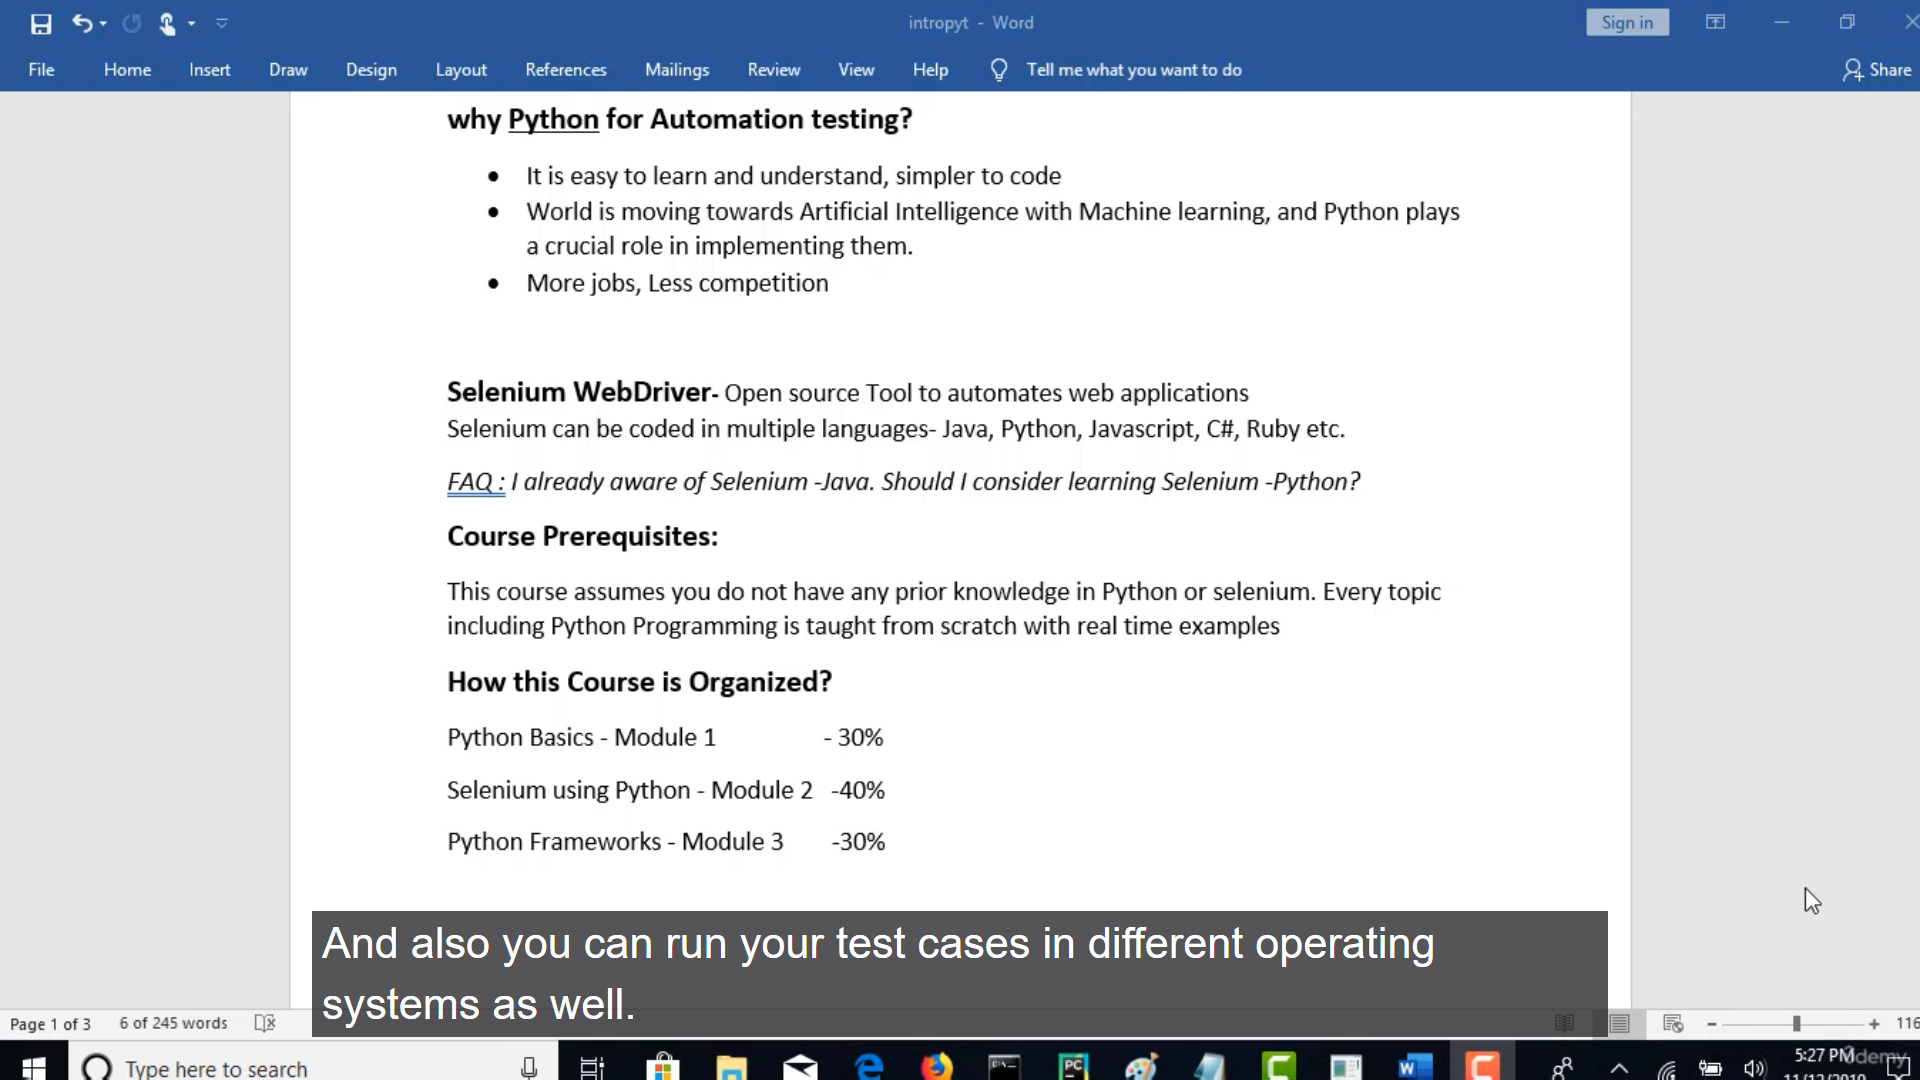 intropyt - Word
Sign in
File Home Insert Draw Design Layout References Mailings Review View Help Tell me what you want to do Share
why Python for Automation testing?
• It is easy to learn and understand, simpler to code
• World is moving towards Artificial Intelligence with Machine learning, and Python plays
a crucial role in implementing them.
• More jobs, Less competition
Selenium WebDriver- Open source Tool to automates web applications
Selenium can be coded in multiple languages- Java, Python, Javascript, C#, Ruby etc.
FAQ : I already aware of Selenium -Java. Should I consider learning Selenium -Python?
Course Prerequisites:
This course assumes you do not have any prior knowledge in Python or selenium. Every topic
including Python Programming is taught from scratch with real time examples
How this Course is Organized?
Python Basics - Module 1 - 30%
Selenium using Python - Module 2 -40%
Python Frameworks - Module 3 -30%
And also you can run your test cases in different operating
systems as well.
Page 1 of 3 6 of 245 words 116
Type here to search
5:27 PM